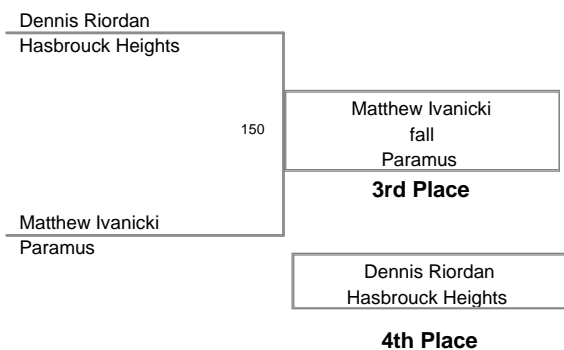 Dennis Riordan
Hasbrouck Heights
150
Matthew Ivanicki
fall
Paramus
3rd Place
Matthew Ivanicki
Paramus
Dennis Riordan
Hasbrouck Heights
4th Place